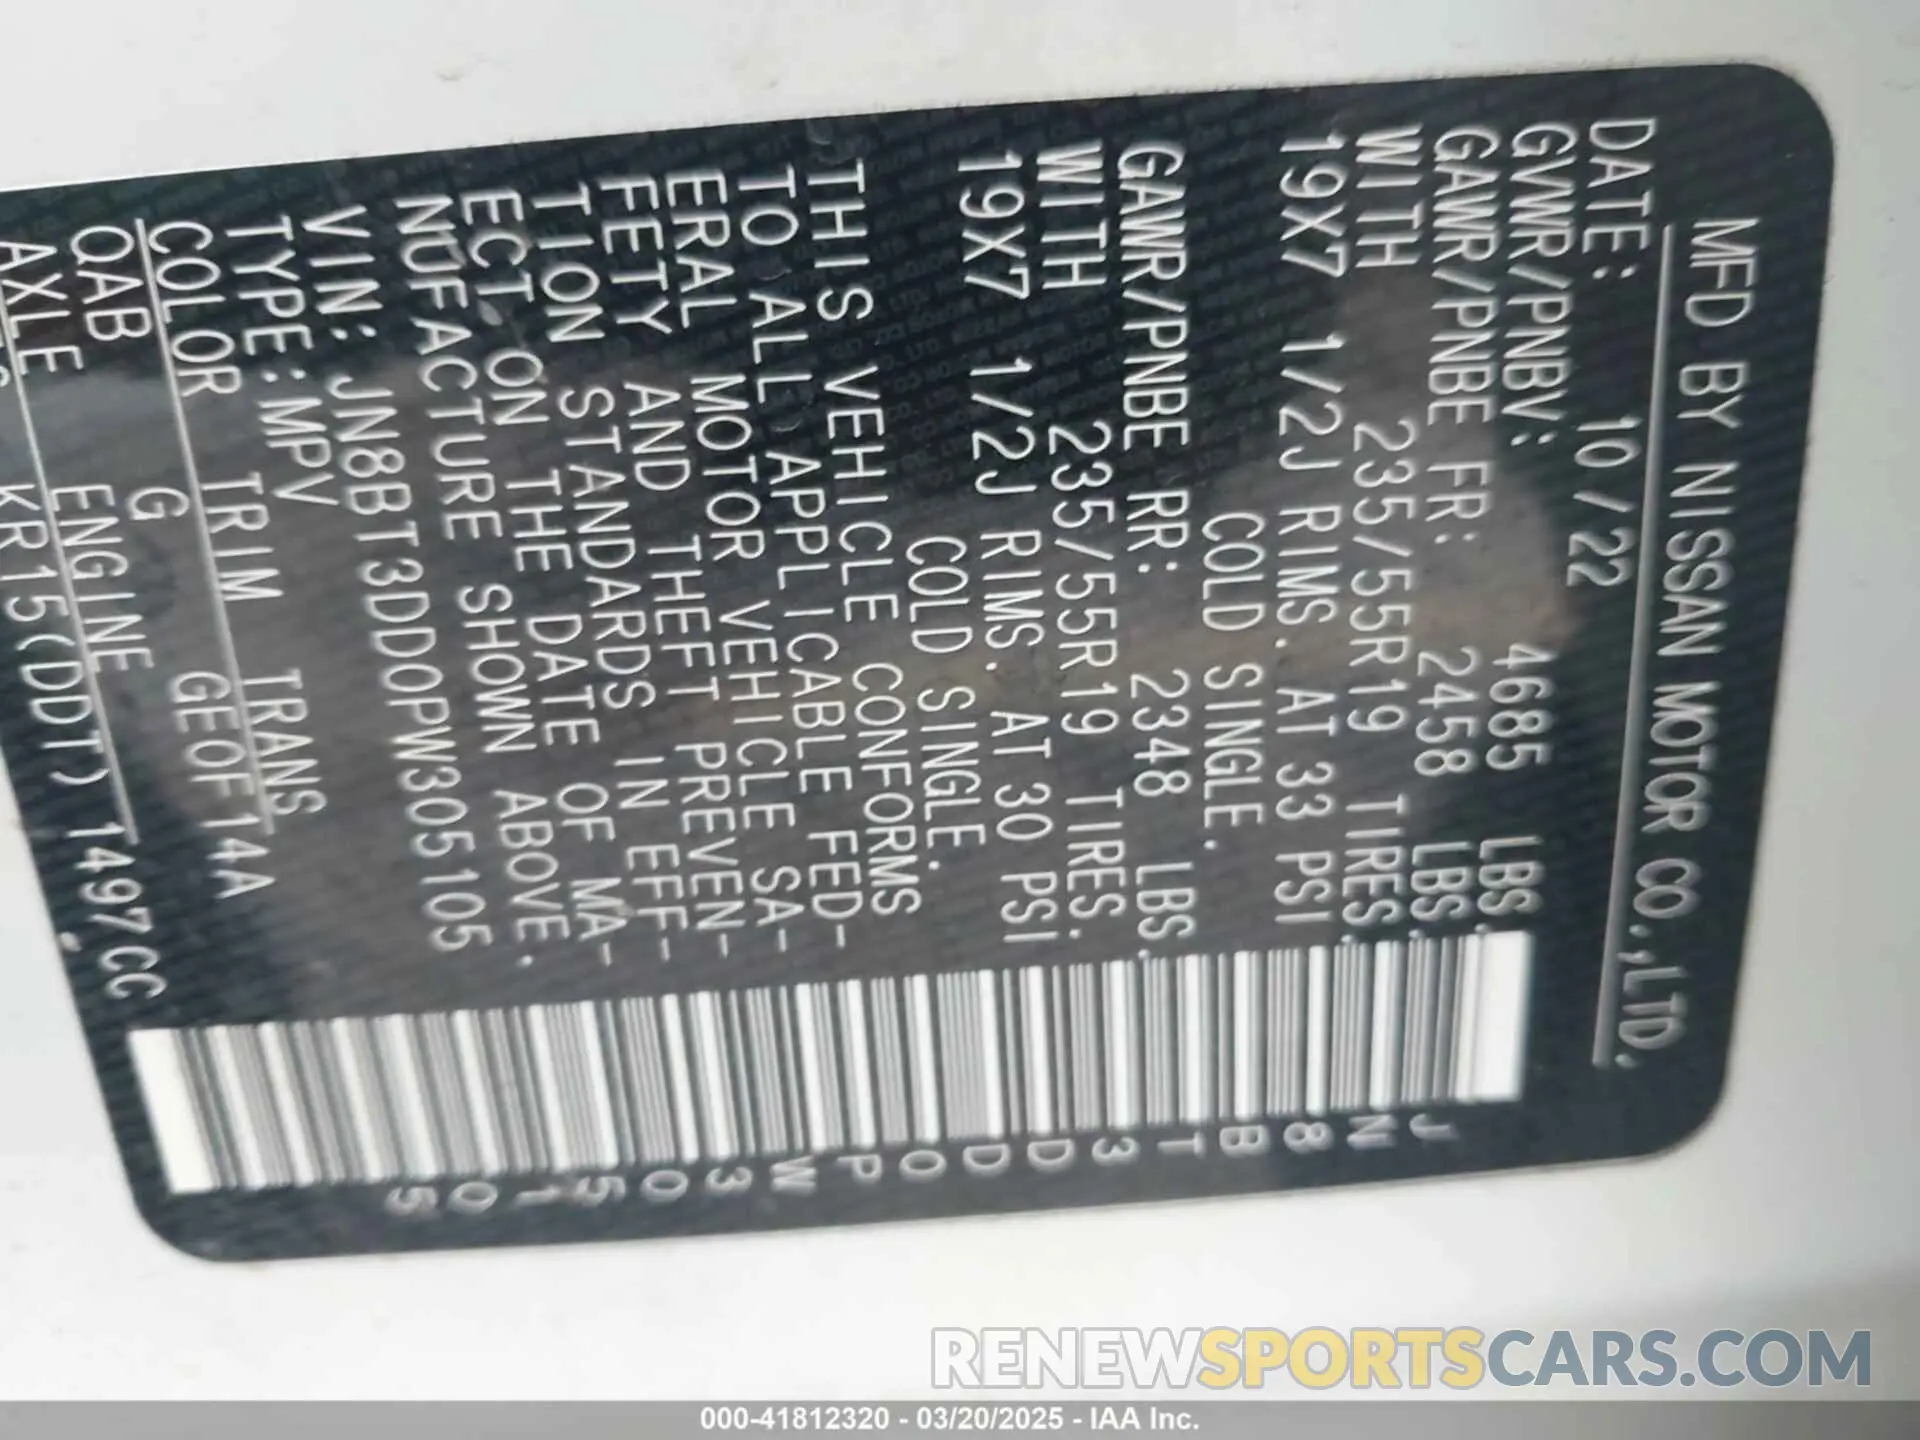 MFD BY NISSAN MOTOR CO.,LTD.
DATE: 10/22
GVWR/PNBV: 4685 LBS.
GAWR/PNBE FR: 2458 LBS.
WITH 235/55R19 TIRES.
19X7 1/2J RIMS. AT 33 PSI
COLD SINGLE.
GAWR/PNBE RR: 2348 LBS.
WITH 235/55R19 TIRES.
19X7 1/2J RIMS. AT 30 PSI
COLD SINGLE.
THIS VEHICLE CONFORMS
TO ALL APPLICABLE FED-
ERAL MOTOR VEHICLE SA-
FETY AND THEFT PREVEN-
TION STANDARDS IN EFF-
ECT ON THE DATE OF MA-
NUFACTURE SHOWN ABOVE.
VIN: JN8BT3DD0PW305105
TYPE:MPV
COLOR TRIM TRANS
QAB G GE0F14A
AXLE ENGINE
KR15(DDT) 1497CC
JN8BT3DD0PW305105
RENEWSPORTSCARS.COM
000-41812320 - 03/20/2025 - IAA Inc.